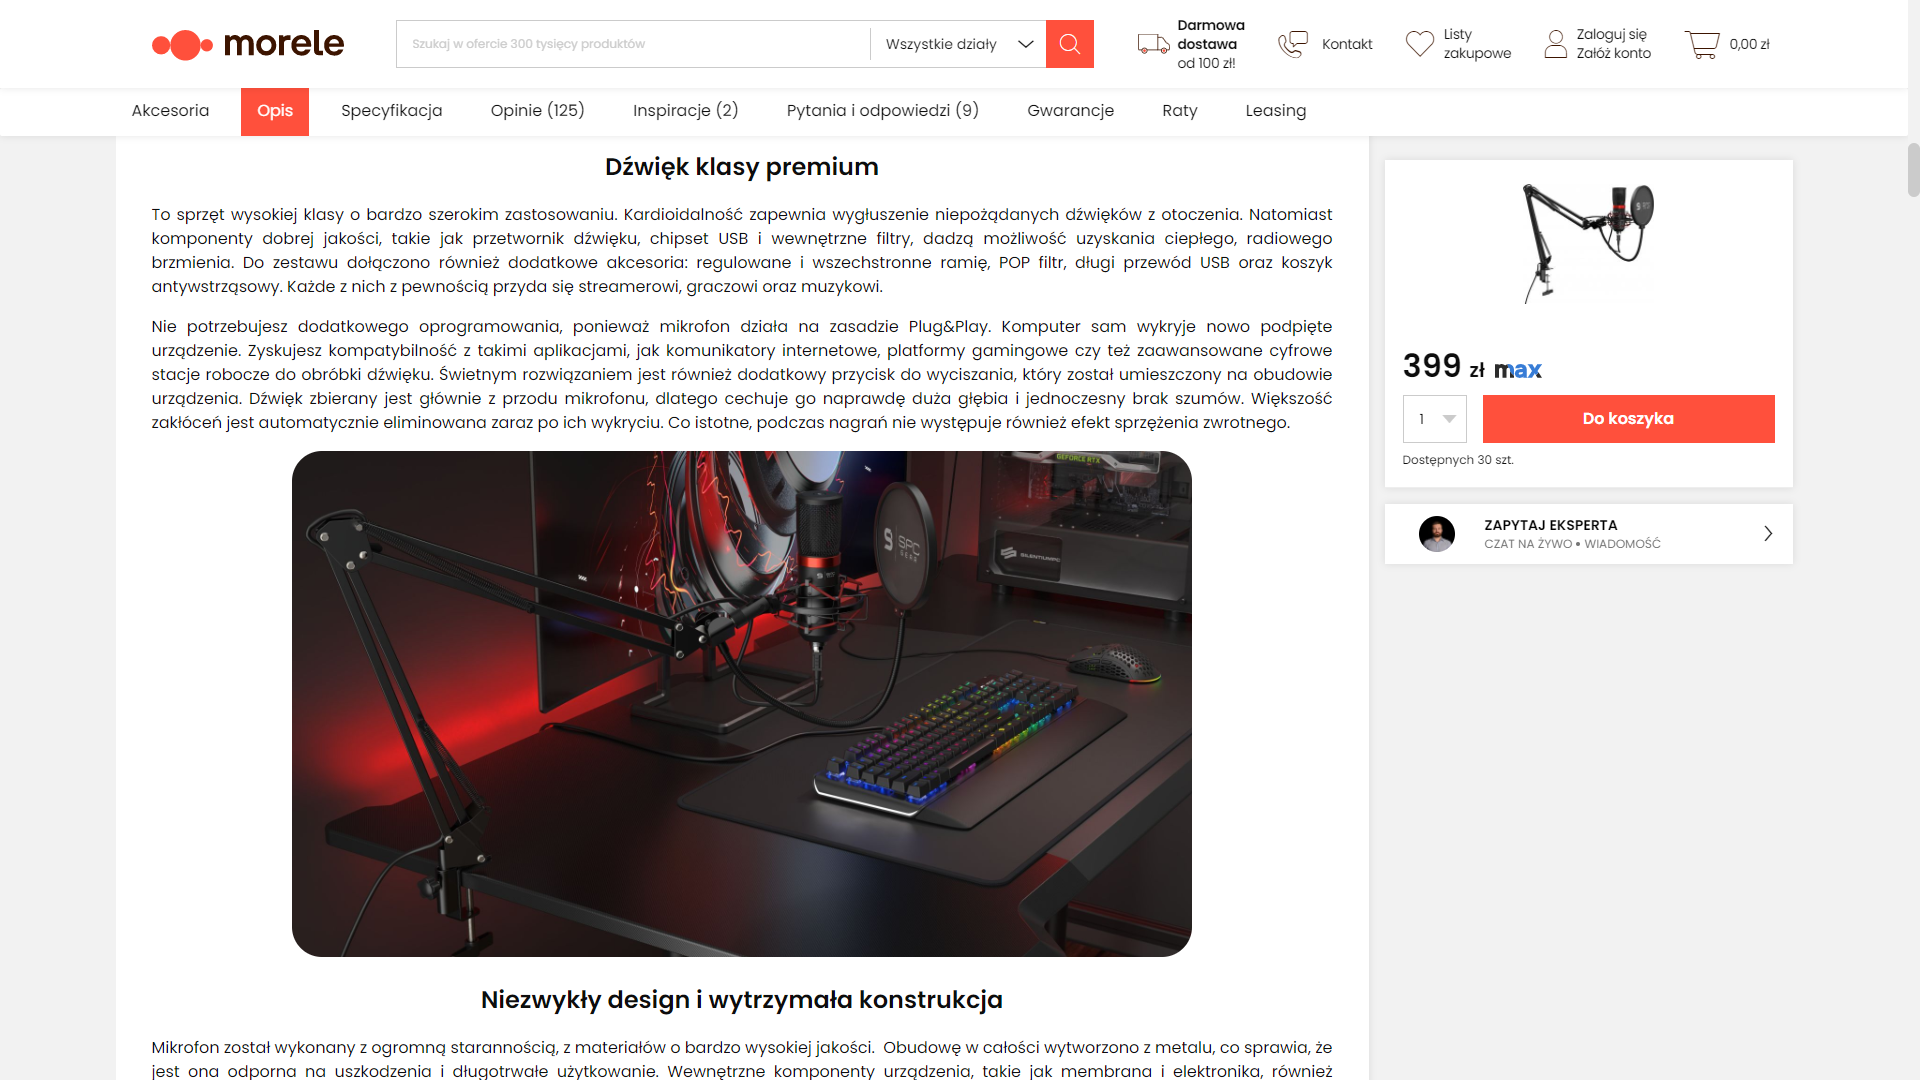 morele
Szukaj w ofercie 300 tysięcy produktów
Wszystkie działy
Darmowa
dostawa
od 100 zł!
Kontakt
Listy
zakupowe
Zaloguj się
Załóż konto
0,00 zł
Akcesoria
Opis
Specyfikacja
Opinie (125)
Inspiracje (2)
Pytania i odpowiedzi (9)
Gwarancje
Raty
Leasing
Dźwięk klasy premium
To sprzęt wysokiej klasy o bardzo szerokim zastosowaniu. Kardioidalność zapewnia wygłuszenie niepożądanych dźwięków z otoczenia. Natomiast
komponenty dobrej jakości, takie jak przetwornik dźwięku, chipset USB i wewnętrzne filtry, dadzą możliwość uzyskania ciepłego, radiowego
brzmienia. Do zestawu dołączono również dodatkowe akcesoria: regulowane i wszechstronne ramię, POP filtr, długi przewód USB oraz koszyk
antywstrząsowy. Każde z nich z pewnością przyda się streamerowi, graczowi oraz muzykowi.
Nie potrzebujesz dodatkowego oprogramowania, ponieważ mikrofon działa na zasadzie Plug&Play. Komputer sam wykryje nowo podpięte
urządzenie. Zyskujesz kompatybilność z takimi aplikacjami, jak komunikatory internetowe, platformy gamingowe czy też zaawansowane cyfrowe
stacje robocze do obróbki dźwięku. Świetnym rozwiązaniem jest również dodatkowy przycisk do wyciszania, który został umieszczony na obudowie
urządzenia. Dźwięk zbierany jest głównie z przodu mikrofonu, dlatego cechuje go naprawdę duża głębia i jednoczesny brak szumów. Większość
zakłóceń jest automatycznie eliminowana zaraz po ich wykryciu. Co istotne, podczas nagrań nie występuje również efekt sprzężenia zwrotnego.
GEFORCE RTX
SPC
GEAR
SILENTIUMPC
Niezwykły design i wytrzymała konstrukcja
Mikrofon został wykonany z ogromną starannością, z materiałów o bardzo wysokiej jakości. Obudowę w całości wytworzono z metalu, co sprawia, że
jest ona odporna na uszkodzenia i długotrwałe użytkowanie. Wewnętrzne komponenty urządzenia, takie jak membrana i elektronika, również
399 zł max
1
Do koszyka
Dostępnych 30 szt.
ZAPYTAJ EKSPERTA
CZAT NA ŻYWO • WIADOMOŚĆ